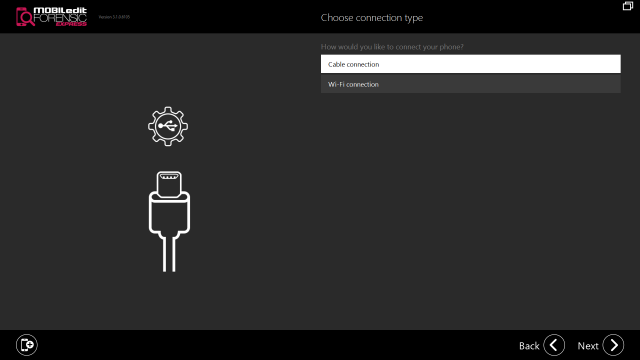 MOBILedit
FORENSIC
EXPRESS
Choose connection type
How would you like to connect your phone?
Cable connection
Wi-Fi connection
Back
Next